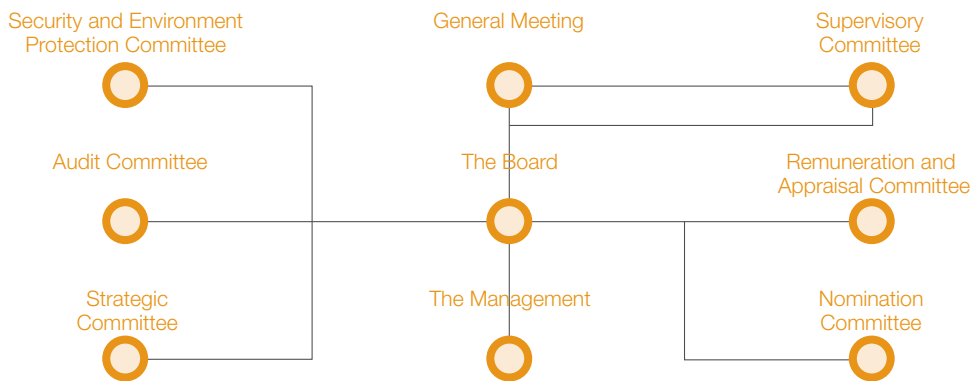 Security and Environment
Protection Committee
General Meeting
Supervisory
Committee
Audit Committee
The Board
Remuneration and
Appraisal Committee
Strategic
Committee
The Management
Nomination
Committee